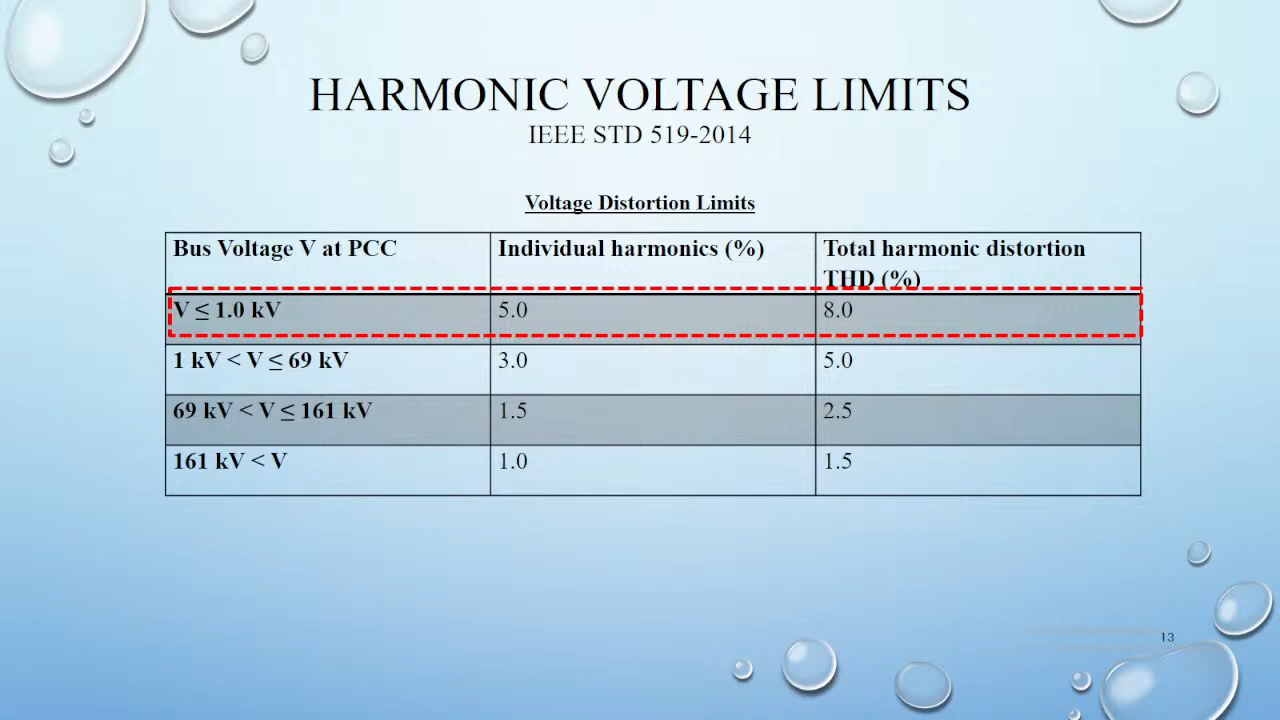 HARMONIC VOLTAGE LIMITS
IEEE STD 519-2014
Voltage Distortion Limits
Bus Voltage V at PCC Individual harmonics (%) Total harmonic distortion
THD (%)
V ≤ 1.0 kV 5.0 8.0
1 kV < V ≤ 69 kV 3.0 5.0
69 kV < V ≤ 161 kV 1.5 2.5
161 kV < V 1.0 1.5
13